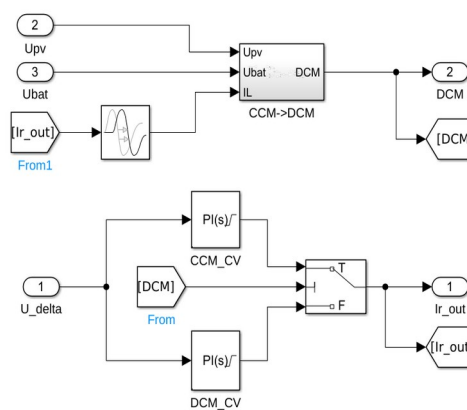 2
Upv
3
Ubat
Upv
Ubat
IL
DCM
CCM->DCM
2
DCM
[Ir_out]
From1
[DCM
PI(s)
CCM_CV
1
U_delta
[DCM]
From
T
F
1
Ir_out
[Ir_out
PI(s)
DCM_CV